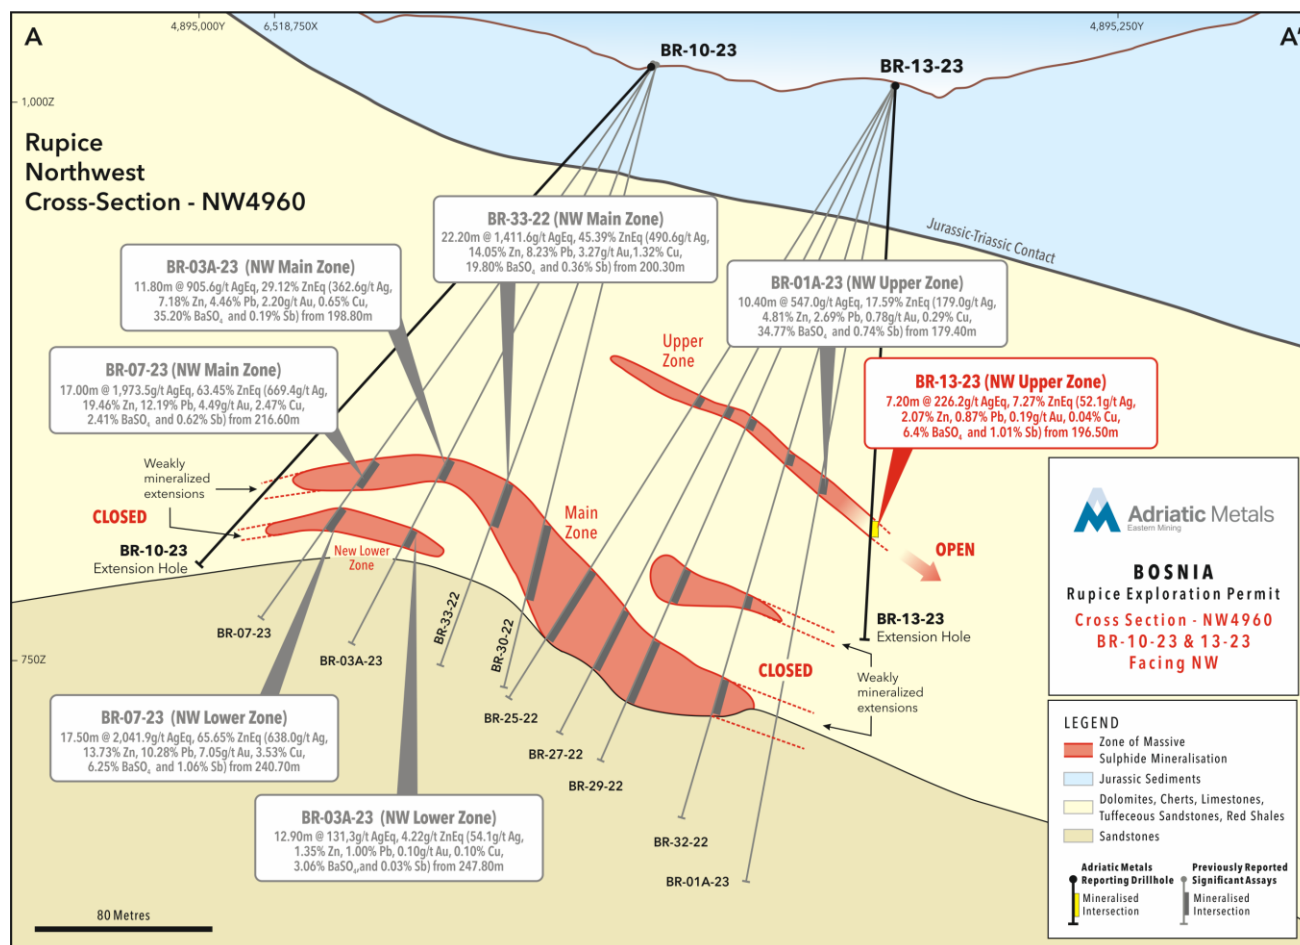 A
4,895,000Y
6,518,750X
4,895,250Y
A'
BR-10-23
BR-13-23
1,000Z
Rupice
Northwest
Cross-Section - NW4960
Jurassic-Triassic Contact
BR-33-22 (NW Main Zone)
22.20m @ 1,411.6g/t AgEq, 45.39% ZnEq (490.6g/t Ag,
14.05% Zn, 8.23% Pb, 3.27g/t Au,1.32% Cu,
19.80% BaSO4 and 0.36% Sb) from 200.30m
BR-03A-23 (NW Main Zone)
11.80m @ 905.6g/t AgEq, 29.12% ZnEq (362.6g/t Ag,
7.18% Zn, 4.46% Pb, 2.20g/t Au, 0.65% Cu,
35.20% BaSO4 and 0.19% Sb) from 198.80m
BR-01A-23 (NW Upper Zone)
10.40m @ 547.0g/t AgEq, 17.59% ZnEq (179.0g/t Ag,
4.81% Zn, 2.69% Pb, 0.78g/t Au, 0.29% Cu,
34.77% BaSO4 and 0.74% Sb) from 179.40m
BR-07-23 (NW Main Zone)
17.00m @ 1,973.5g/t AgEq, 63.45% ZnEq (669.4g/t Ag,
19.46% Zn, 12.19% Pb, 4.49g/t Au, 2.47% Cu,
2.41% BaSO4 and 0.62% Sb) from 216.60m
Upper
Zone
BR-13-23 (NW Upper Zone)
7.20m @ 226.2g/t AgEq, 7.27% ZnEq (52.1g/t Ag,
2.07% Zn, 0.87% Pb, 0.19g/t Au, 0.04% Cu,
6.4% BaSO4 and 1.01% Sb) from 196.50m
Weakly
mineralized
extensions
CLOSED
BR-10-23
Extension Hole
New Lower
Zone
Main
Zone
OPEN
BR-13-23
Extension Hole
CLOSED
Weakly
mineralized
extensions
750Z
BR-07-23
BR-03A-23
BR-33-22
BR-30-22
BR-25-22
BR-27-22
BR-29-22
BR-32-22
BR-01A-23
BR-07-23 (NW Lower Zone)
17.50m @ 2,041.9g/t AgEq, 65.65% ZnEq (638.0g/t Ag,
13.73% Zn, 10.28% Pb, 7.05g/t Au, 3.53% Cu,
6.25% BaSO4 and 1.06% Sb) from 240.70m
BR-03A-23 (NW Lower Zone)
12.90m @ 131,3g/t AgEq, 4.22g/t ZnEq (54.1g/t Ag,
1.35% Zn, 1.00% Pb, 0.10g/t Au, 0.10% Cu,
3.06% BaSO4,and 0.03% Sb) from 247.80m
80 Metres
Adriatic Metals
Eastern Mining
BOSNIA
Rupice Exploration Permit
Cross Section - NW4960
BR-10-23 & 13-23
Facing NW
LEGEND
Zone of Massive
Sulphide Mineralisation
Jurassic Sediments
Dolomites, Cherts, Limestones,
Tuffeceous Sandstones, Red Shales
Sandstones
Adriatic Metals
Reporting Drillhole
Mineralised
Intersection
Previously Reported
Significant Assays
Mineralised
Intersection